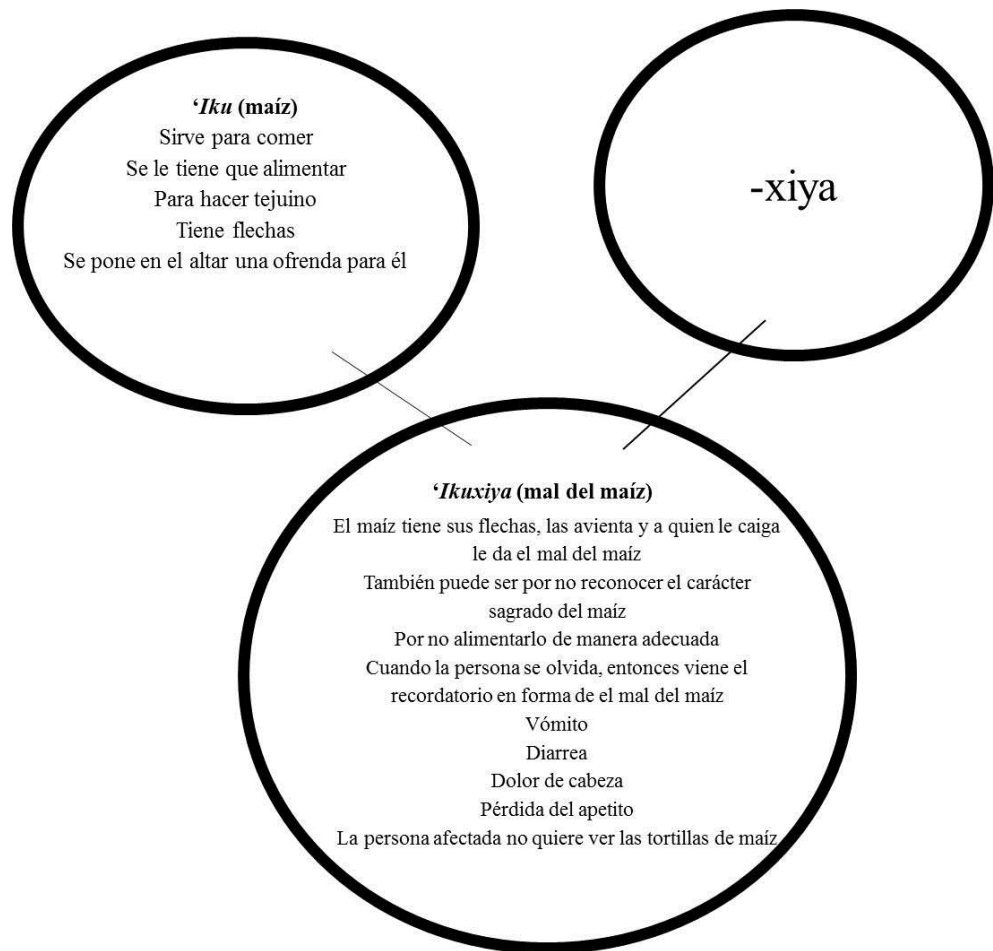 ‘Iku (maíz)
Sirve para comer
Se le tiene que alimentar
Para hacer tejuino
Tiene flechas
Se pone en el altar una ofrenda para él
-xiya
‘Ikuxiya (mal del maíz)
El maíz tiene sus flechas, las avienta y a quien le caiga
le da el mal del maíz
También puede ser por no reconocer el carácter
sagrado del maíz
Por no alimentarlo de manera adecuada
Cuando la persona se olvida, entonces viene el
recordatorio en forma de el mal del maíz
Vómito
Diarrea
Dolor de cabeza
Pérdida del apetito
La persona afectada no quiere ver las tortillas de maíz